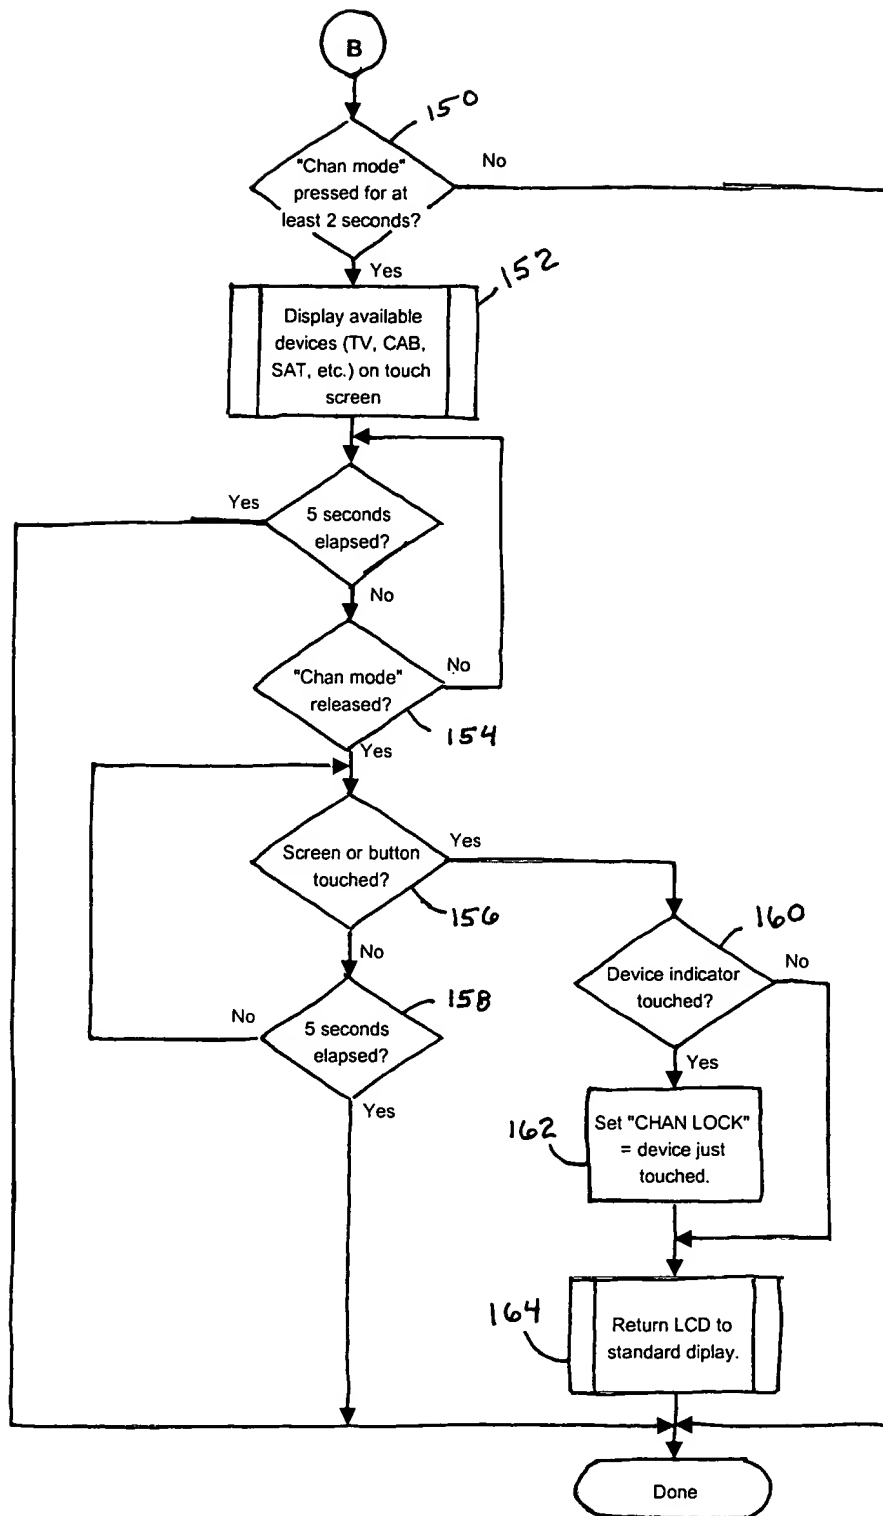 B
150
"Chan mode"
pressed for at
least 2 seconds?
No
Yes
152
Display available
devices (TV, CAB,
SAT, etc.) on touch
screen
Yes
5 seconds
elapsed?
No
"Chan mode"
released?
No
154
Yes
Screen or button
touched?
Yes
156
No
160
Device indicator
touched?
No
158
5 seconds
elapsed?
No
Yes
Yes
162
Set "CHAN LOCK"
= device just
touched.
164
Return LCD to
standard diplay.
Done